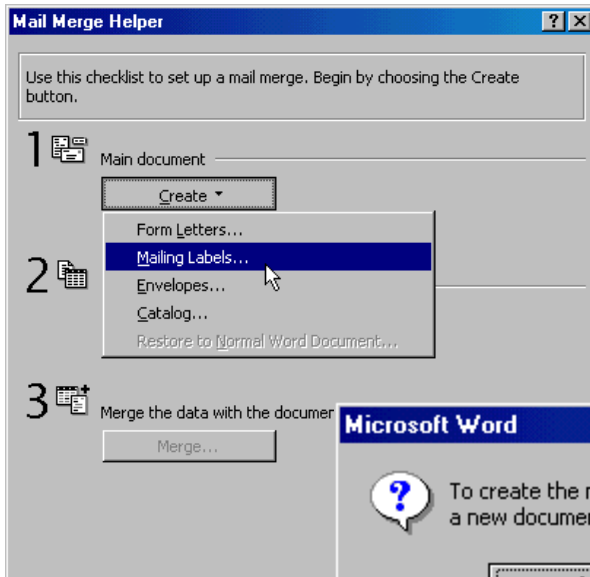 Mail Merge Helper
Use this checklist to set up a mail merge. Begin by choosing the Create
button.
1
Main document
Create
Form Letters...
Mailing Labels...
2
Envelopes...
Catalog...
Restore to Normal Word Document...
3
Merge the data with the
Merge...
Microsoft Word
To create the
a new